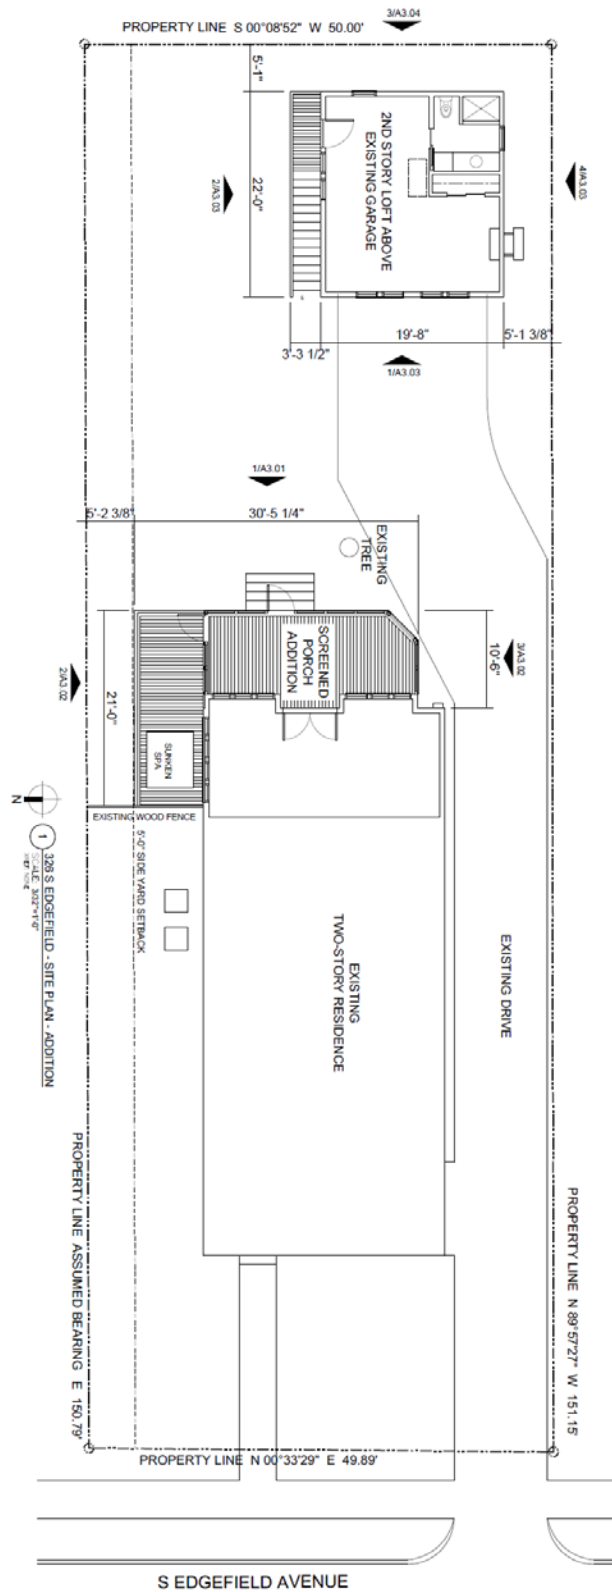 3/A3.04
PROPERTY LINE S 00°08'52" W 50.00'
5'-1"
2ND STORY LOFT ABOVE
EXISTING GARAGE
4/A3.03
2/A3.03
22'-0"
19'-8"
5'-1 3/8"
3'-3 1/2"
1/A3.03
1/A3.01
5'-2 3/8"
30'-5 1/4"
EXISTING
TREE
SCREENED
PORCH
ADDITION
10'-6"
3/A3.02
2/A3.02
21'-0"
SUNKEN
SPA
N
EXISTING WOOD FENCE
5'-0" SIDE YARD SETBACK
1
326 S EDGEFIELD - SITE PLAN - ADDITION
SCALE: 3/32"=1'-0"
EXISTING
TWO-STORY RESIDENCE
EXISTING DRIVE
PROPERTY LINE ASSUMED BEARING E 150.79'
PROPERTY LINE N 89°57'27" W 151.15'
PROPERTY LINE N 00°33'29" E 49.89'
S EDGEFIELD AVENUE